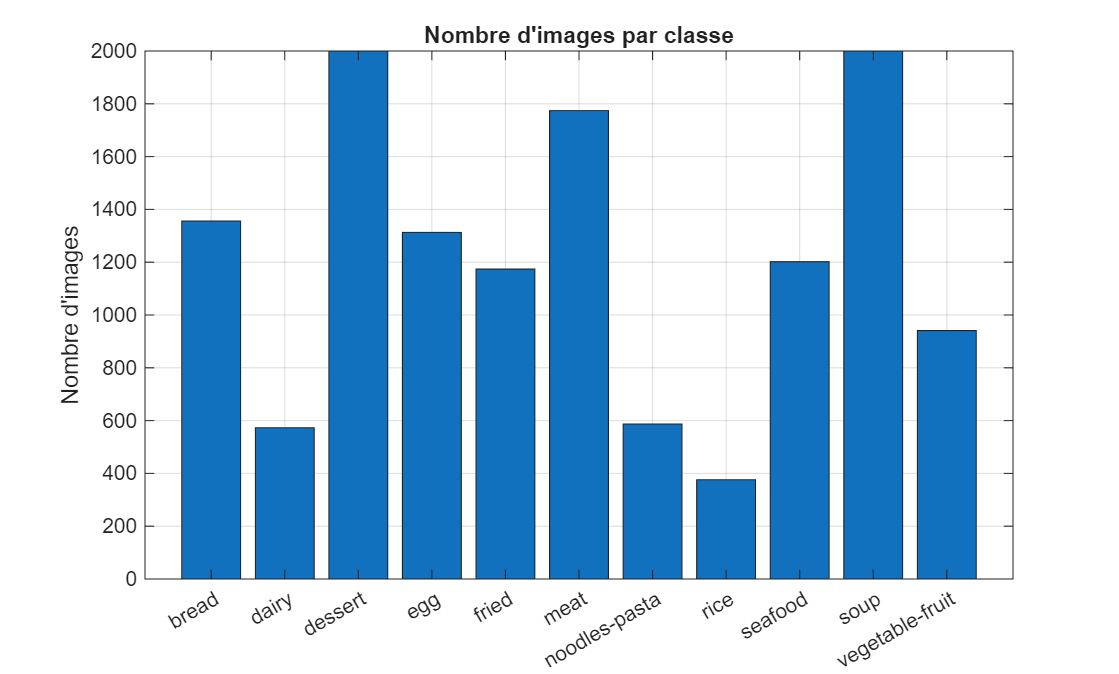 Nombre d'images par classe
Nombre d'images
2000
1800
1600
1400
1200
1000
800
600
400
200
0
bread
dairy
dessert
egg
fried
meat
noodles-pasta
rice
seafood
soup
vegetable-fruit